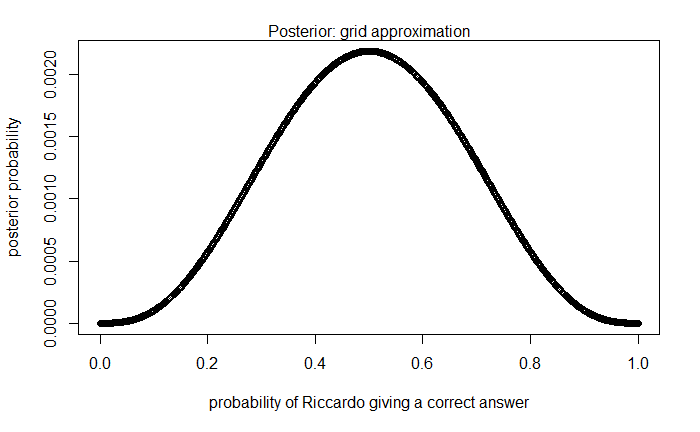 Posterior: grid approximation
posterior probability
0.0020
0.0015
0.0010
0.0005
0.0000
0.0 0.2 0.4 0.6 0.8 1.0
probability of Riccardo giving a correct answer